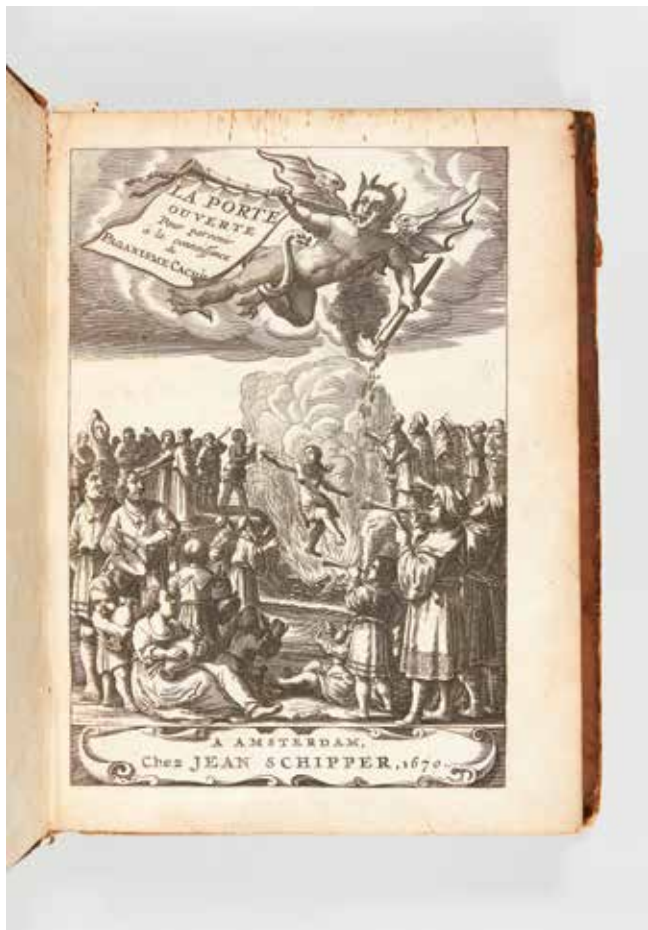 LA PORTE
OUVERTE
Pour parvenir
a la connoissance
du
PAGANISME CACHÉ
A AMSTERDAM,
Chez JEAN SCHIPPER, 1670.